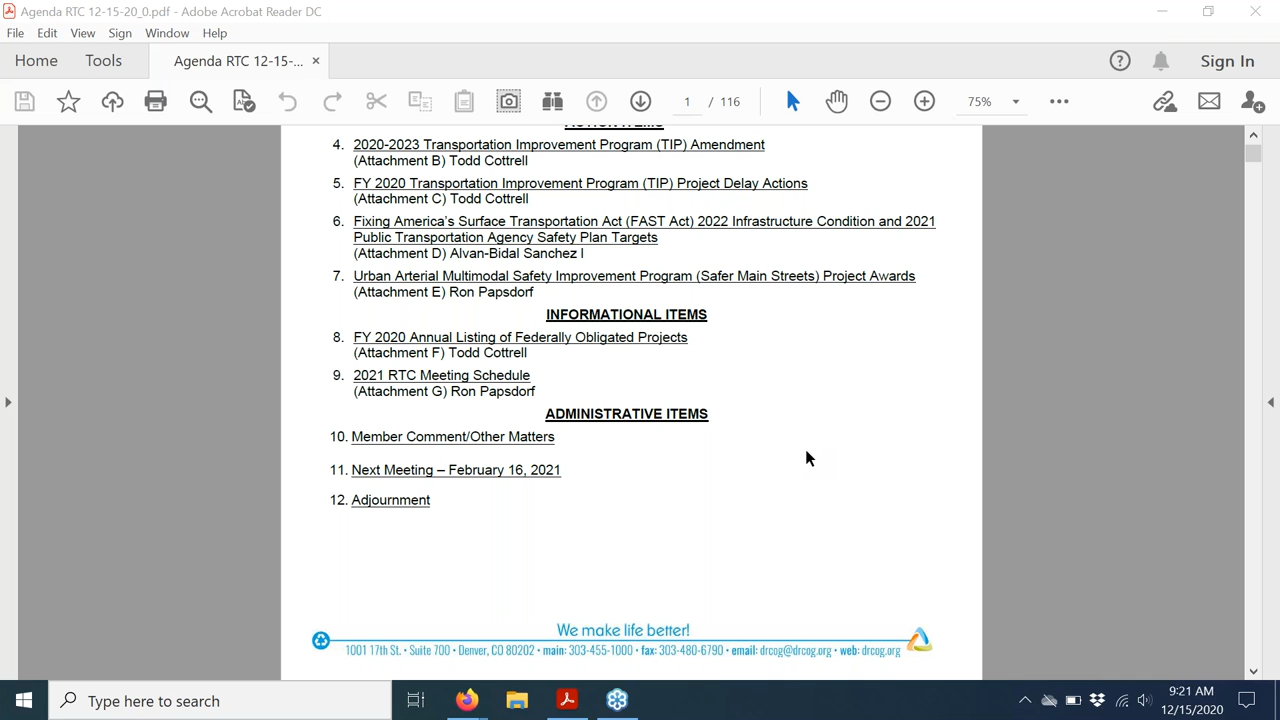 Agenda RTC 12-15-20_0.pdf - Adobe Acrobat Reader DC
File Edit View Sign Window Help
Home Tools Agenda RTC 12-15-... × Sign In
1 / 116 75%
ACTION ITEMS
4. 2020-2023 Transportation Improvement Program (TIP) Amendment
(Attachment B) Todd Cottrell
5. FY 2020 Transportation Improvement Program (TIP) Project Delay Actions
(Attachment C) Todd Cottrell
6. Fixing America's Surface Transportation Act (FAST Act) 2022 Infrastructure Condition and 2021
Public Transportation Agency Safety Plan Targets
(Attachment D) Alvan-Bidal Sanchez I
7. Urban Arterial Multimodal Safety Improvement Program (Safer Main Streets) Project Awards
(Attachment E) Ron Papsdorf
INFORMATIONAL ITEMS
8. FY 2020 Annual Listing of Federally Obligated Projects
(Attachment F) Todd Cottrell
9. 2021 RTC Meeting Schedule
(Attachment G) Ron Papsdorf
ADMINISTRATIVE ITEMS
10. Member Comment/Other Matters
11. Next Meeting – February 16, 2021
12. Adjournment
We make life better!
1001 17th St. • Suite 700 • Denver, CO 80202 • main: 303-455-1000 • fax: 303-480-6790 • email: drcog@drcog.org • web: drcog.org
Type here to search
9:21 AM
12/15/2020